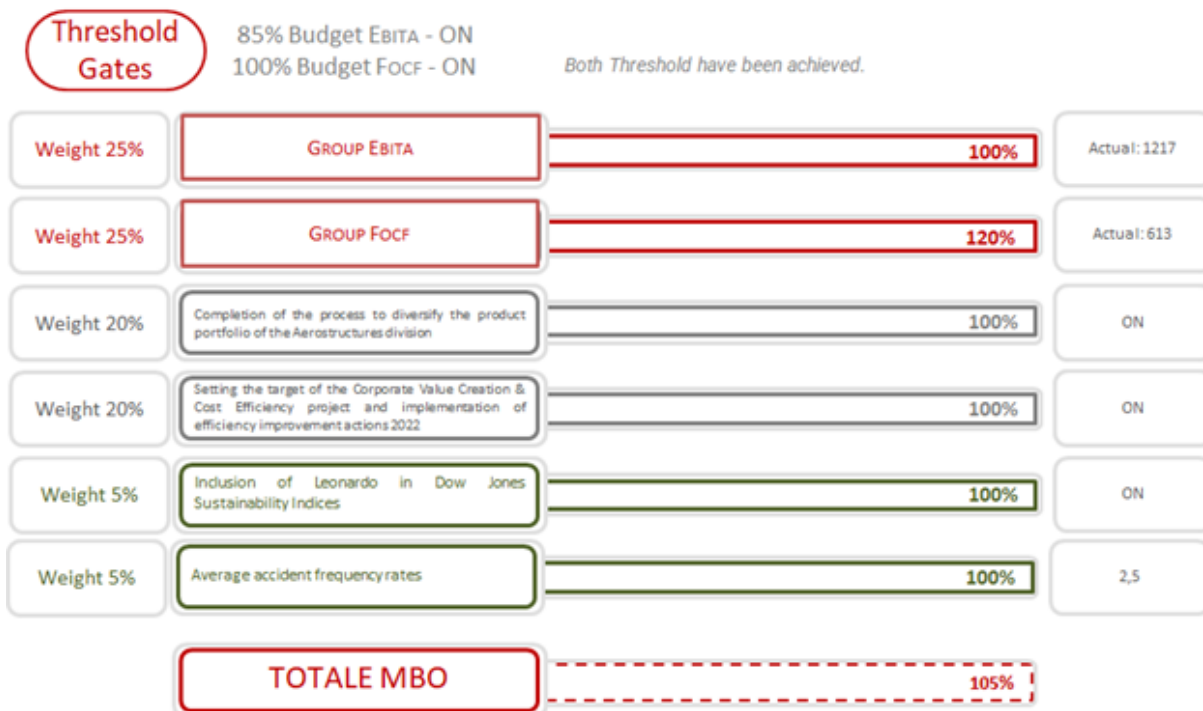 Threshold
Gates
85% Budget EBITA - ON
100% Budget FOCF - ON
Both Threshold have been achieved.
Weight 25%
GROUP EBITA
100%
Actual: 1217
Weight 25%
GROUP FOCF
120%
Actual: 613
Weight 20%
Completion of the process to diversify the product
portfolio of the Aerostructures division
100%
ON
Weight 20%
Setting the target of the Corporate Value Creation &
Cost Efficiency project and implementation of
efficiency improvement actions 2022
100%
ON
Weight 5%
Inclusion of Leonardo in Dow Jones
Sustainability Indices
100%
ON
Weight 5%
Average accident frequency rates
100%
2,5
TOTALE MBO
105%